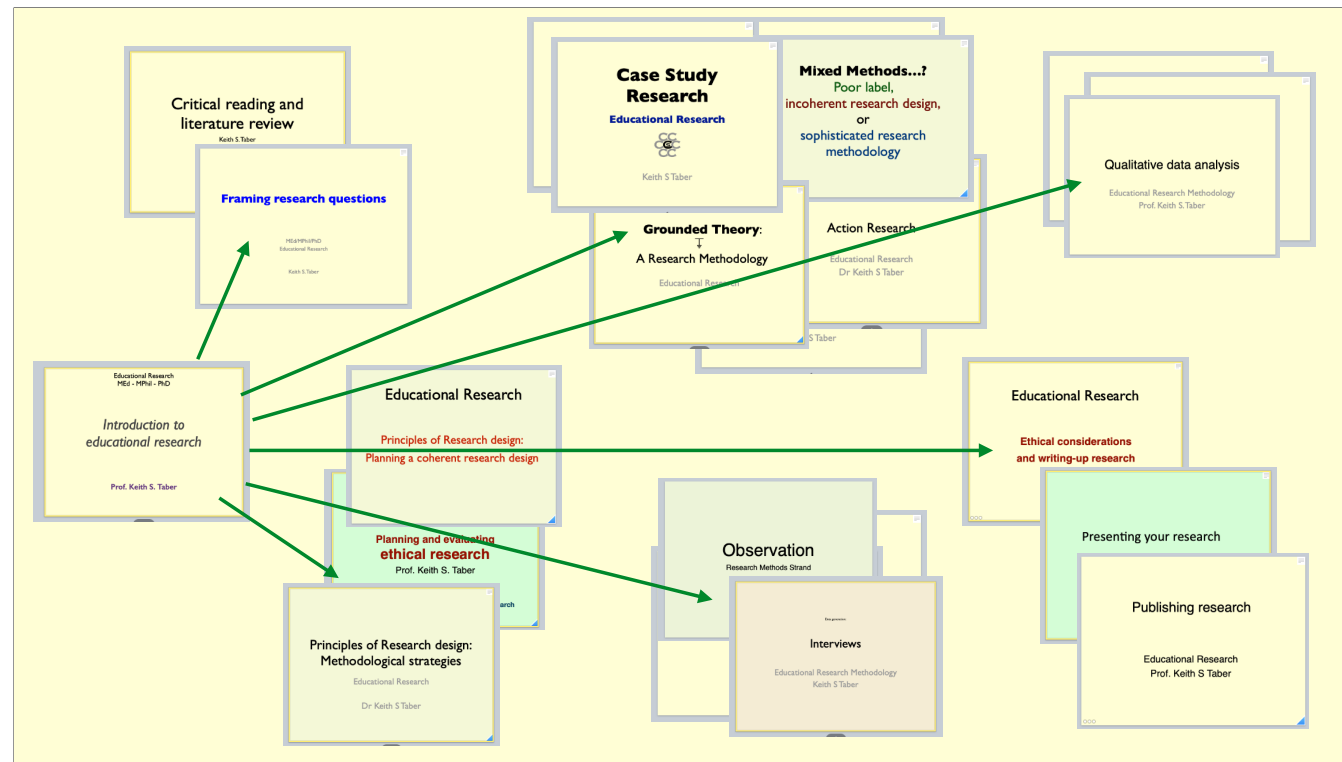 Critical reading and
literature review
Keith S. Taber
Framing research questions
MEd/MPhil/PhD
Educational Research
Keith S. Taber
Case Study
Research
Educational Research
Keith S Taber
Mixed Methods...?
Poor label,
incoherent research design,
or
sophisticated research
methodology
Grounded Theory:
A Research Methodology
Educational Research
Action Research
Educational Research
Dr Keith S Taber
S Taber
Qualitative data analysis
Educational Research Methodology
Prof. Keith S. Taber
Educational Research
MEd - MPhil - PhD
Introduction to
educational research
Prof. Keith S. Taber
Educational Research
Principles of Research design:
Planning a coherent research design
Planning and evaluating
ethical research
Prof. Keith S. Taber
arch
Principles of Research design:
Methodological strategies
Educational Research
Dr Keith S Taber
Observation
Research Methods Strand
Interviews
Educational Research Methodology
Keith S Taber
Educational Research
Ethical considerations
and writing-up research
Presenting your research
Publishing research
Educational Research
Prof. Keith S Taber